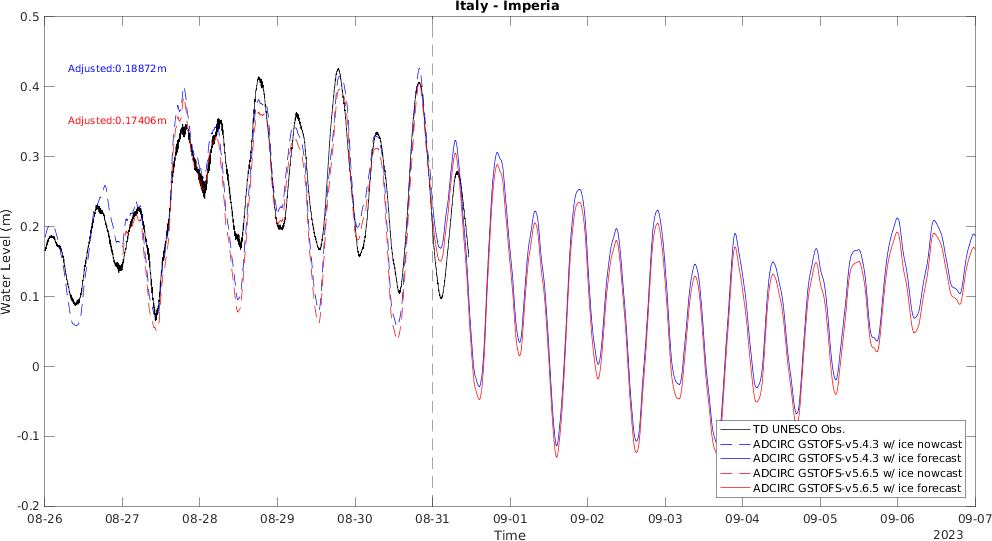 Italy - Imperia
0.5
Adjusted:0.18872m
0.4
Adjusted:0.17406m
0.3
0.2
Water Level (m)
0.1
0
-0.1
TD UNESCO Obs.
ADCIRC GSTOFS-v5.4.3 w/ ice nowcast
ADCIRC GSTOFS-v5.4.3 w/ ice forecast
ADCIRC GSTOFS-v5.6.5 w/ ice nowcast
ADCIRC GSTOFS-v5.6.5 w/ ice forecast
-0.2
08-26 08-27 08-28 08-29 08-30 08-31 09-01 09-02 09-03 09-04 09-05 09-06 09-07
Time
2023